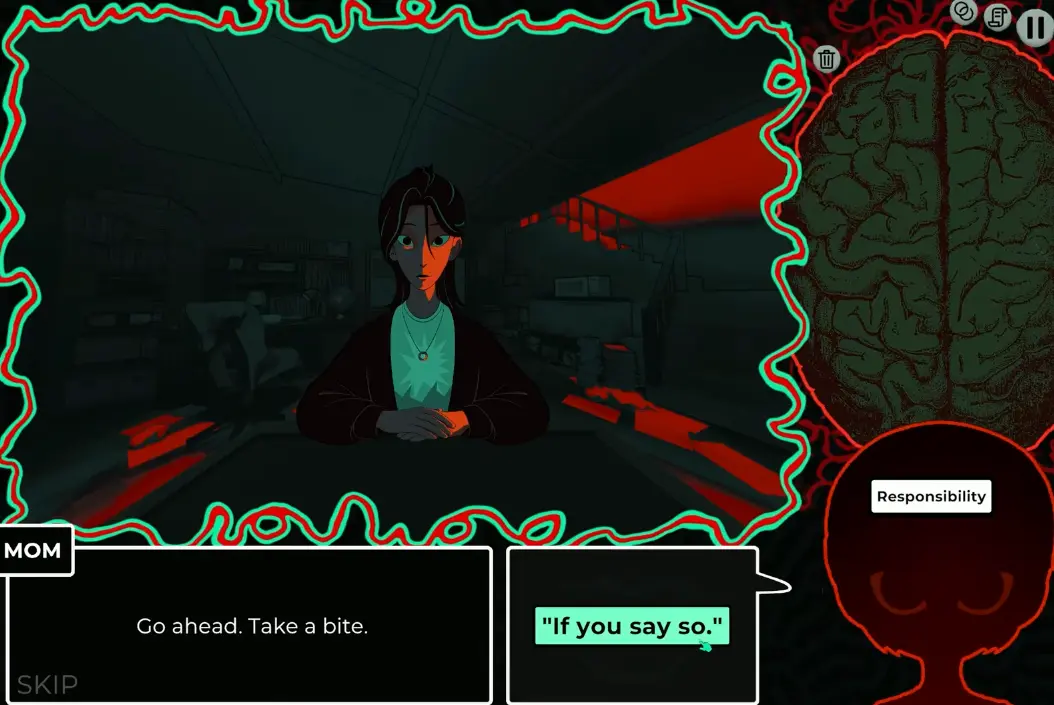 MOM
Go ahead. Take a bite.
SKIP
"If you say so."
Responsibility